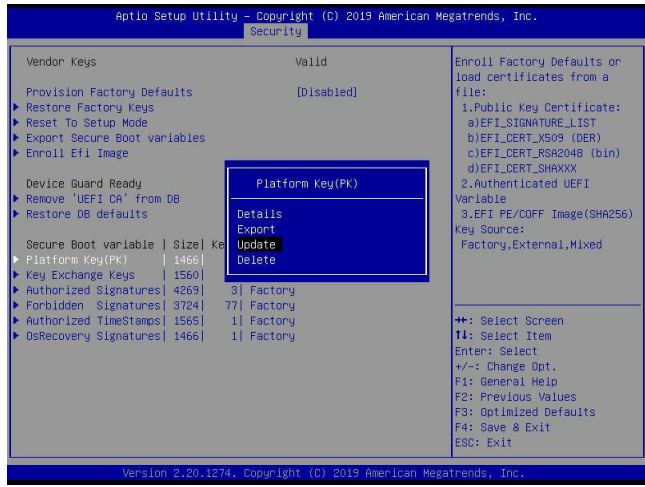 Aptio Setup Utility – Copyright (C) 2019 American Megatrends, Inc.
Security
Vendor Keys Valid
Provision Factory Defaults [Disabled]
Restore Factory Keys
Reset To Setup Mode
Export Secure Boot variables
Enroll Efi Image
Device Guard Ready
Remove 'UEFI CA' from DB
Restore DB defaults
Secure Boot variable | Size| Ke
Platform Key(PK) | 1466|
Key Exchange Keys | 1560|
Authorized Signatures| 4269| 3| Factory
Forbidden Signatures| 3724| 77| Factory
Authorized TimeStamps| 1565| 1| Factory
OsRecovery Signatures| 1466| 1| Factory
Platform Key(PK)
Details
Export
Update
Delete
Enroll Factory Defaults or
load certificates from a
file:
1.Public Key Certificate:
a)EFI_SIGNATURE_LIST
b)EFI_CERT_X509 (DER)
c)EFI_CERT_RSA2048 (bin)
d)EFI_CERT_SHAXXX
2.Authenticated UEFI
Variable
3.EFI PE/COFF Image(SHA256)
Key Source:
Factory,External,Mixed
→←: Select Screen
↑↓: Select Item
Enter: Select
+/-: Change Opt.
F1: General Help
F2: Previous Values
F3: Optimized Defaults
F4: Save & Exit
ESC: Exit
Version 2.20.1274. Copyright (C) 2019 American Megatrends, Inc.